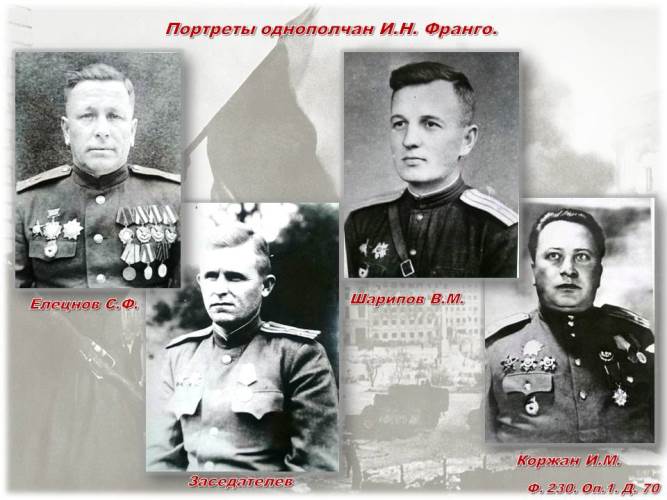 Портреты однополчан И.Н. Франго.
Елецнов С.Ф.
Шарипов В.М.
Заседателев
Коржан И.М.
Ф. 230. Оп.1. Д. 70